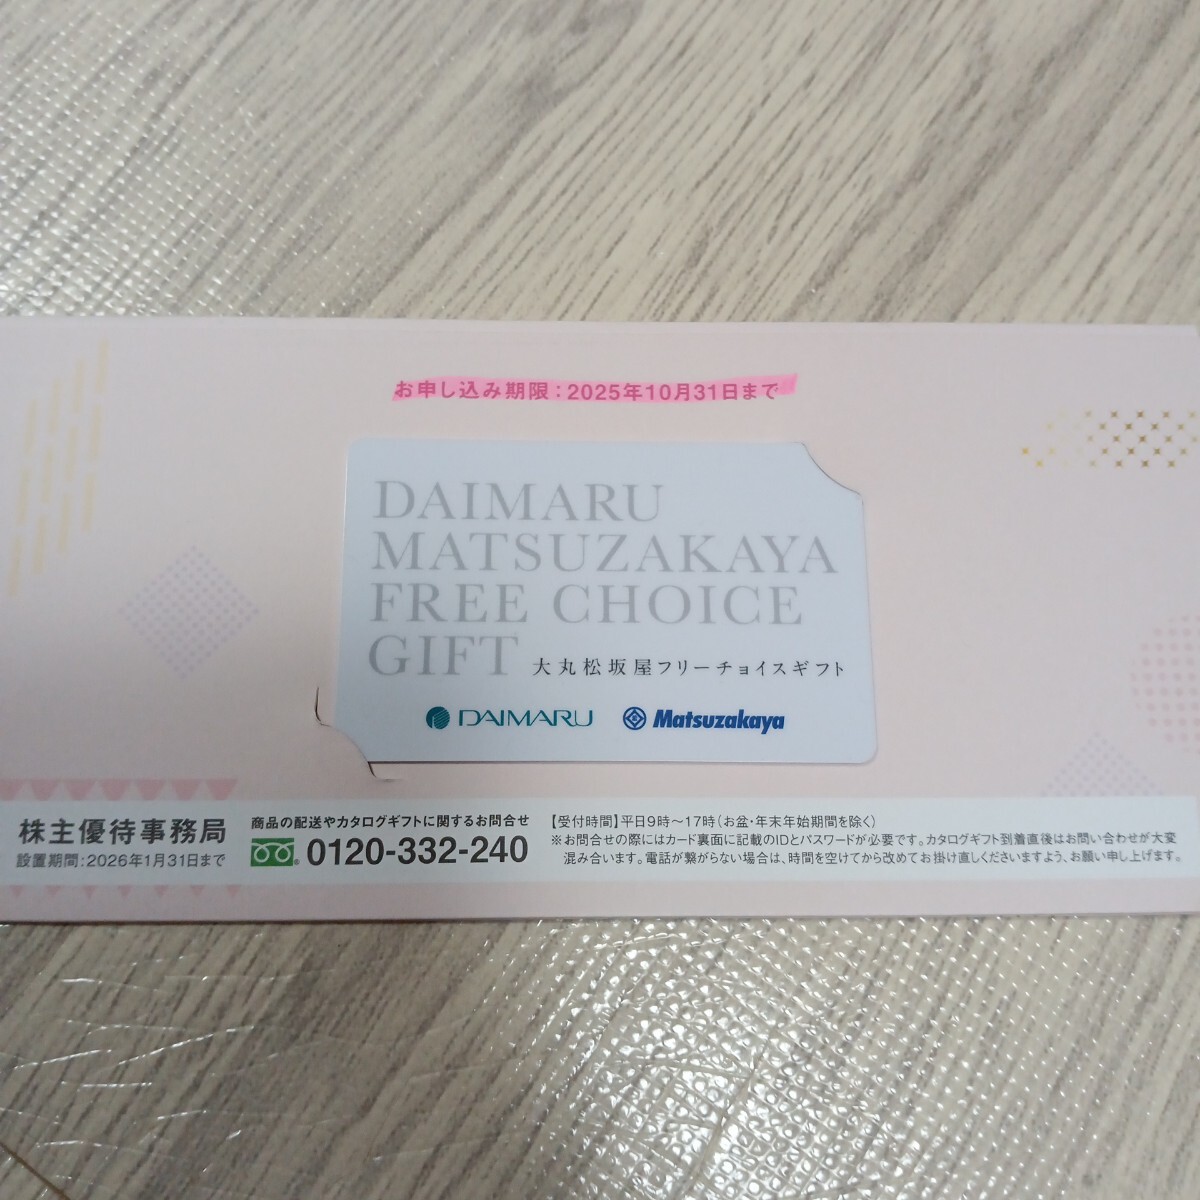 お申し込み期限：2025年10月31日まで
DAIMARU
MATSUZAKAYA
FREE CHOICE
GIFT 大丸松坂屋フリーチョイスギフト
DAIMARU Matsuzakaya
株主優待事務局
設置期間：2026年1月31日まで
商品の配送やカタログギフトに関するお問合せ
0120-332-240
【受付時間】平日9時〜17時（お盆・年末年始期間を除く）
※お問合せの際にはカード裏面に記載のIDとパスワードが必要です。カタログギフト到着直後はお問い合わせが大変
混み合います。電話が繋がらない場合は、時間を空けてから改めてお掛け直しくださいますよう、お願い申し上げます。